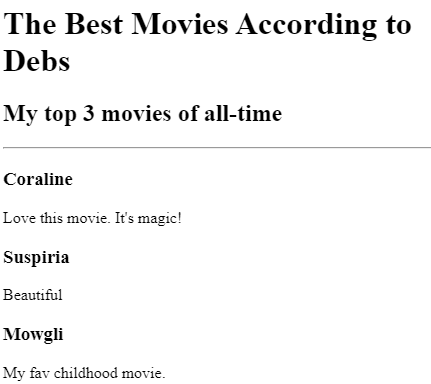 The Best Movies According to
Debs
My top 3 movies of all-time
Coraline
Love this movie. It's magic!
Suspiria
Beautiful
Mowgli
My fav childhood movie.